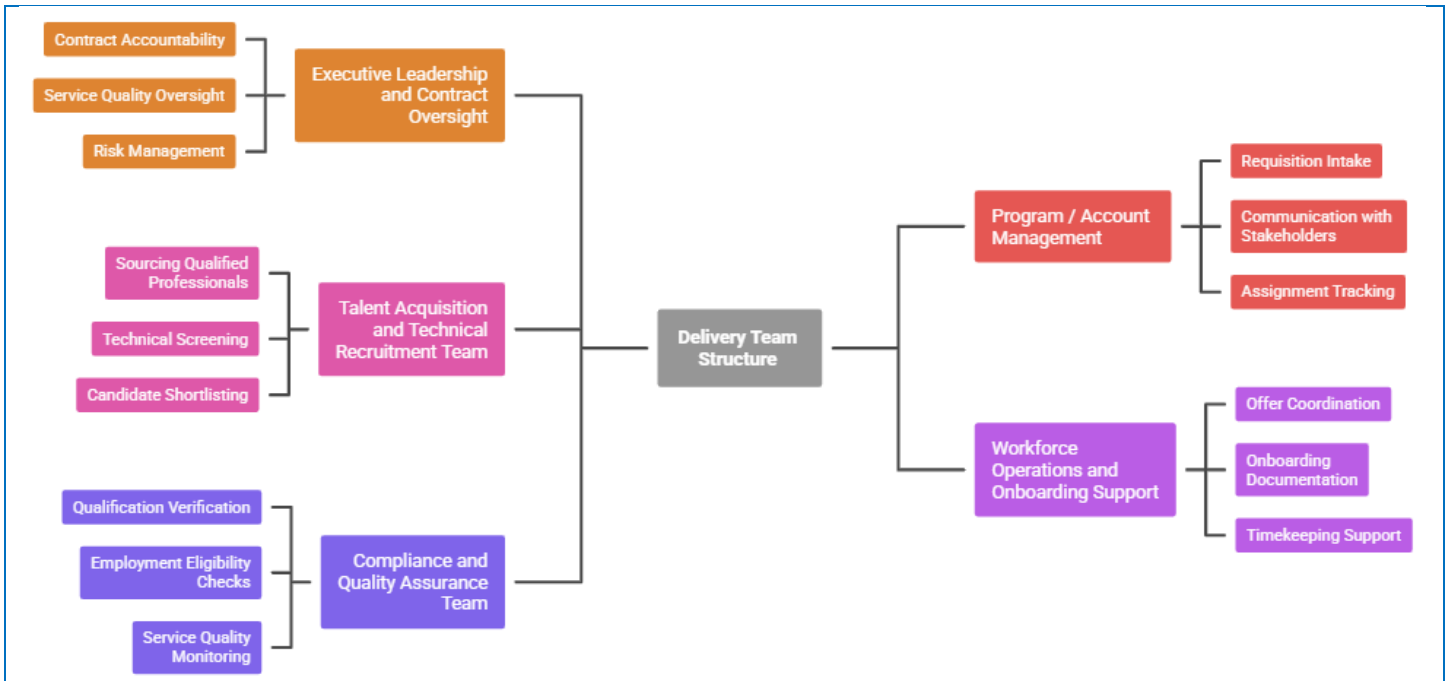 Contract Accountability
Service Quality Oversight
Risk Management
Executive Leadership
and Contract
Oversight
Sourcing Qualified
Professionals
Technical Screening
Candidate Shortlisting
Talent Acquisition
and Technical
Recruitment Team
Qualification Verification
Employment Eligibility
Checks
Service Quality
Monitoring
Compliance and
Quality Assurance
Team
Delivery Team
Structure
Program / Account
Management
Requisition Intake
Communication with
Stakeholders
Assignment Tracking
Workforce
Operations and
Onboarding Support
Offer Coordination
Onboarding
Documentation
Timekeeping Support